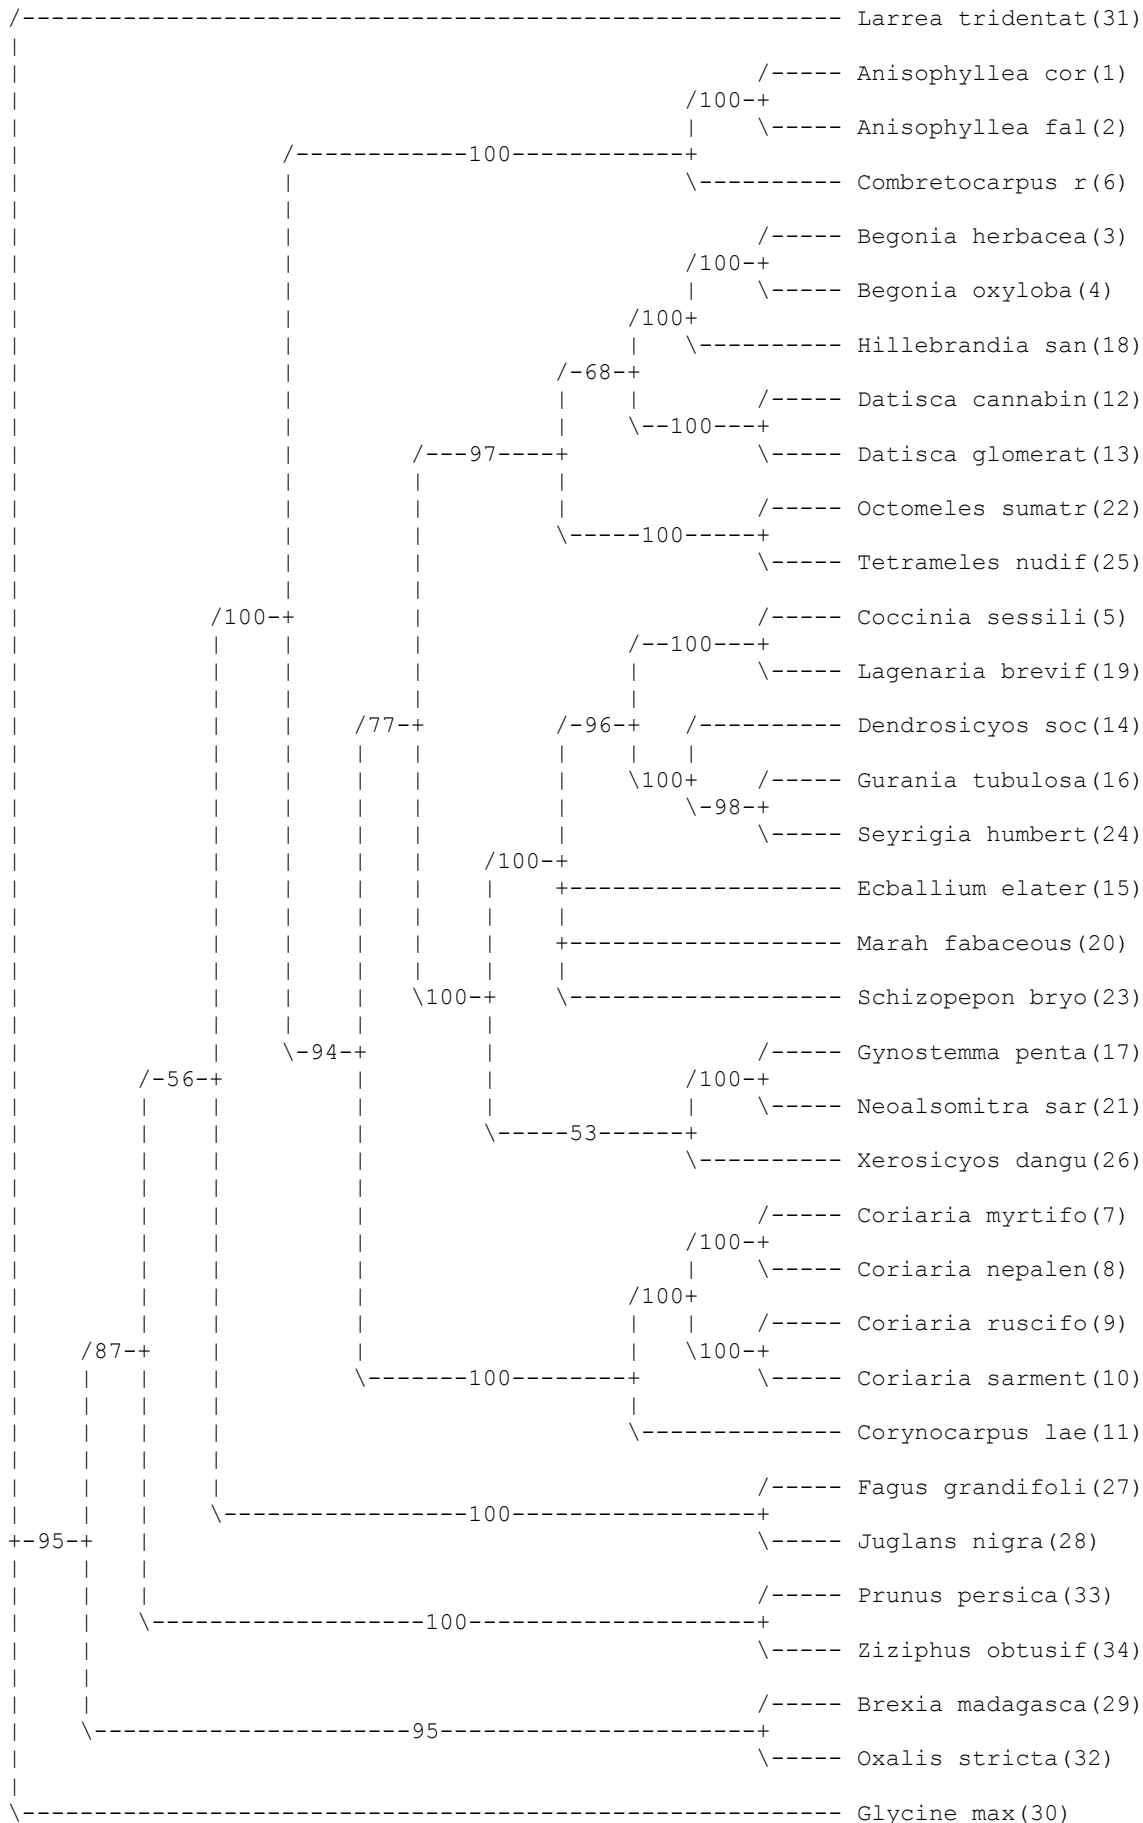 Larrea tridentat(31)
Anisophyllea cor(1)
100
Anisophyllea fal(2)
100
Combretocarpus r(6)
Begonia herbacea(3)
100
Begonia oxyloba(4)
100
Hillebrandia san(18)
68
Datisca cannabin(12)
100
97
Datisca glomerat(13)
Octomeles sumatr(22)
100
Tetrameles nudif(25)
100
Coccinia sessili(5)
100
Lagenaria brevif(19)
77
96
Dendrosicyos soc(14)
100
Gurania tubulosa(16)
98
Seyrigia humbert(24)
100
Ecballium elater(15)
Marah fabaceous(20)
100
Schizopepon bryo(23)
94
Gynostemma penta(17)
56
100
Neoalsomitra sar(21)
53
Xerosicyos dangu(26)
Coriaria myrtifo(7)
100
Coriaria nepalen(8)
100
Coriaria ruscifo(9)
87
100
100
Coriaria sarment(10)
Corynocarpus lae(11)
Fagus grandifoli(27)
100
95
Juglans nigra(28)
Prunus persica(33)
100
Ziziphus obtusif(34)
Brexia madagasca(29)
95
Oxalis stricta(32)
Glycine max(30)